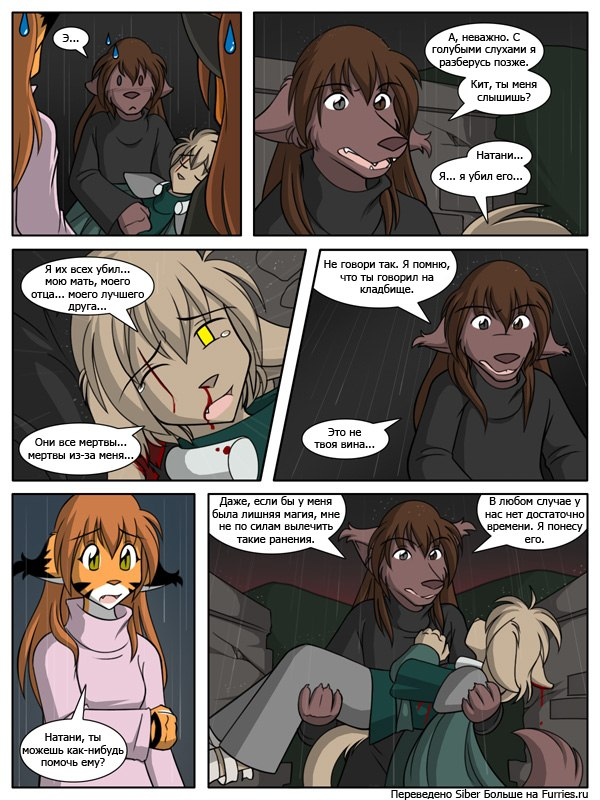 Э...
А, неважно. С
голубыми слухами я
разберусь позже.
Кит, ты меня
слышишь?
Натани...
Я... я убил его...
Я их всех убил...
мою мать, моего
отца... моего лучшего
друга...
Они все мертвы...
мертвы из-за меня...
Не говори так. Я помню,
что ты говорил на
кладбище.
Это не
твоя вина...
Натани, ты
можешь как-нибудь
помочь ему?
Даже, если бы у меня
была лишняя магия, мне
не по силам вылечить
такие ранения.
В любом случае у
нас нет достаточно
времени. Я понесу
его.
Переведено Siber Больше на Furries.ru